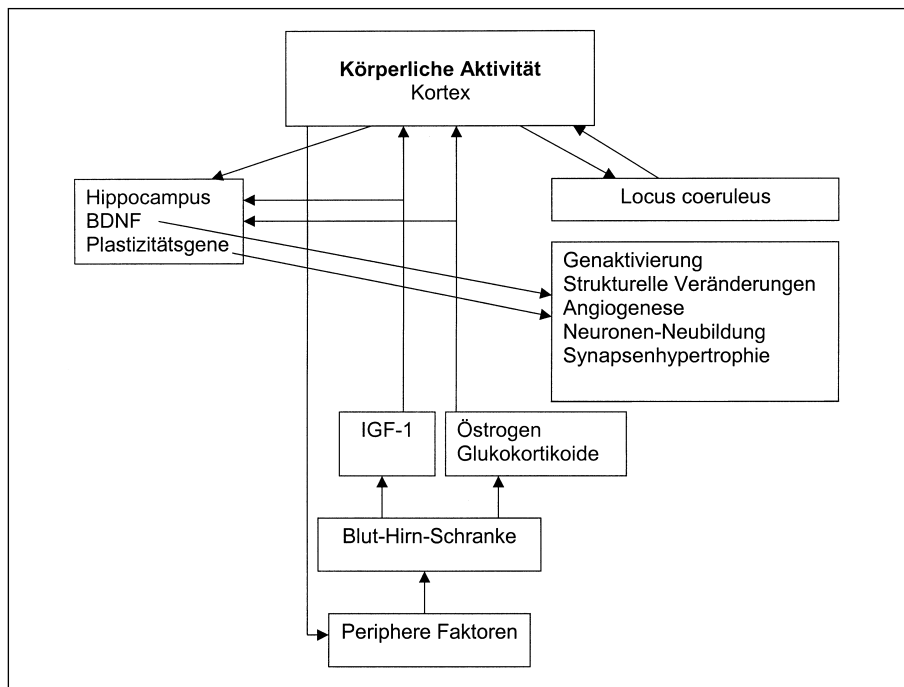 Körperliche Aktivität
Kortex
Hippocampus
BDNF
Plastizitätsgene
Locus coeruleus
Genaktivierung
Strukturelle Veränderungen
Angiogenese
Neuronen-Neubildung
Synapsenhypertrophie
IGF-1
Östrogen
Glukokortikoide
Blut-Hirn-Schranke
Periphere Faktoren